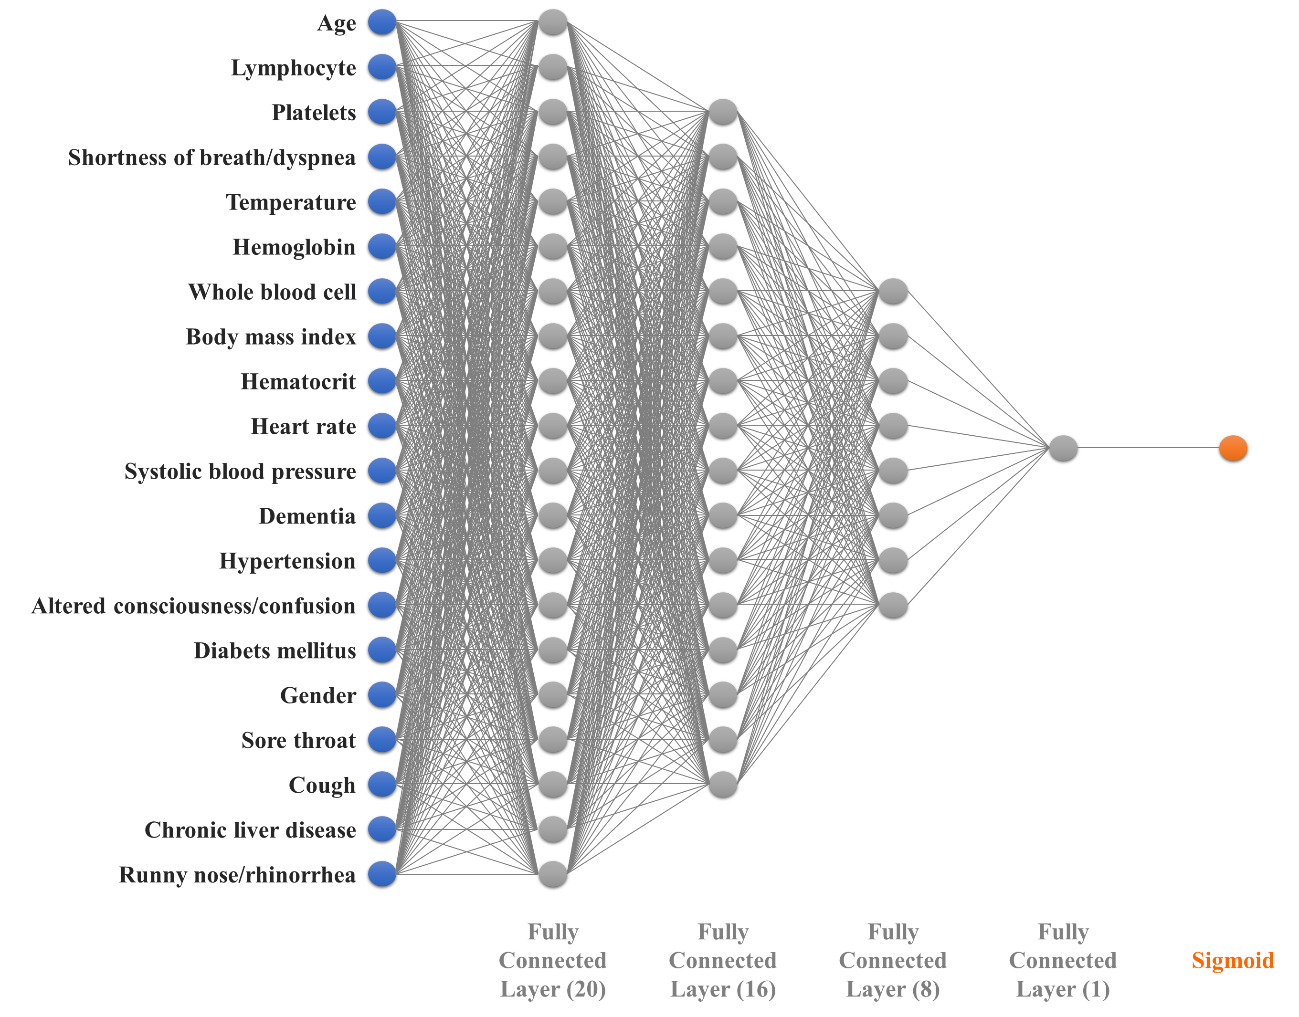 Age
Lymphocyte
Platelets
Shortness of breath/dyspnea
Temperature
Hemoglobin
Whole blood cell
Body mass index
Hematocrit
Heart rate
Systolic blood pressure
Dementia
Hypertension
Altered consciousness/confusion
Diabets mellitus
Gender
Sore throat
Cough
Chronic liver disease
Runny nose/rhinorrhea
Fully
Connected
Layer (20)
Fully
Connected
Layer (16)
Fully
Connected
Layer (8)
Fully
Connected
Layer (1)
Sigmoid